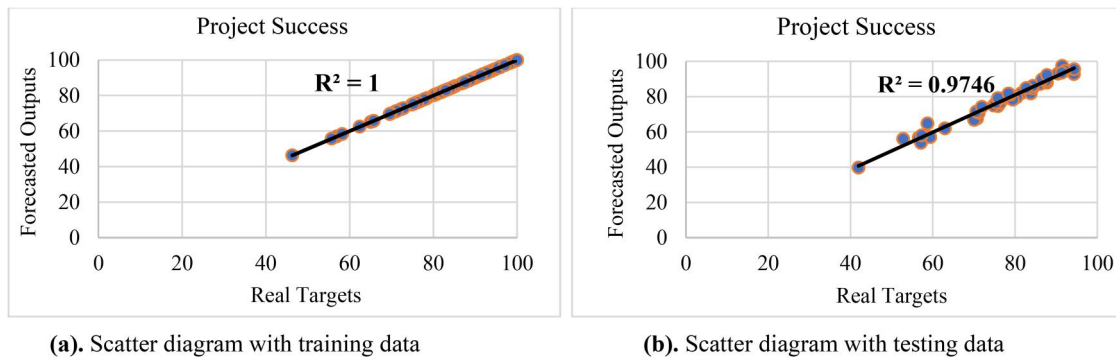 Project Success
R² = 1
Forecasted Outputs
100
80
60
40
20
0
0 20 40 60 80 100
Real Targets
(a). Scatter diagram with training data
Project Success
R² = 0.9746
Forecasted Outputs
100
80
60
40
20
0
0 20 40 60 80 100
Real Targets
(b). Scatter diagram with testing data